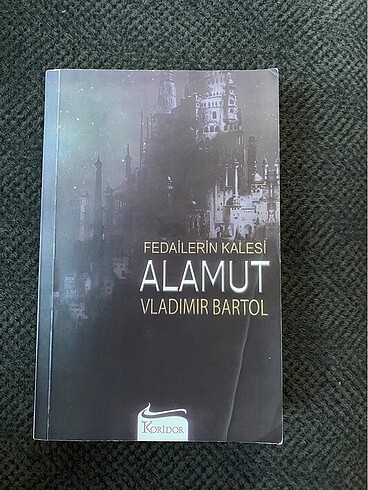 FEDAİLERİN KALESİ
ALAMUT
VLADIMIR BARTOL
KORİDOR